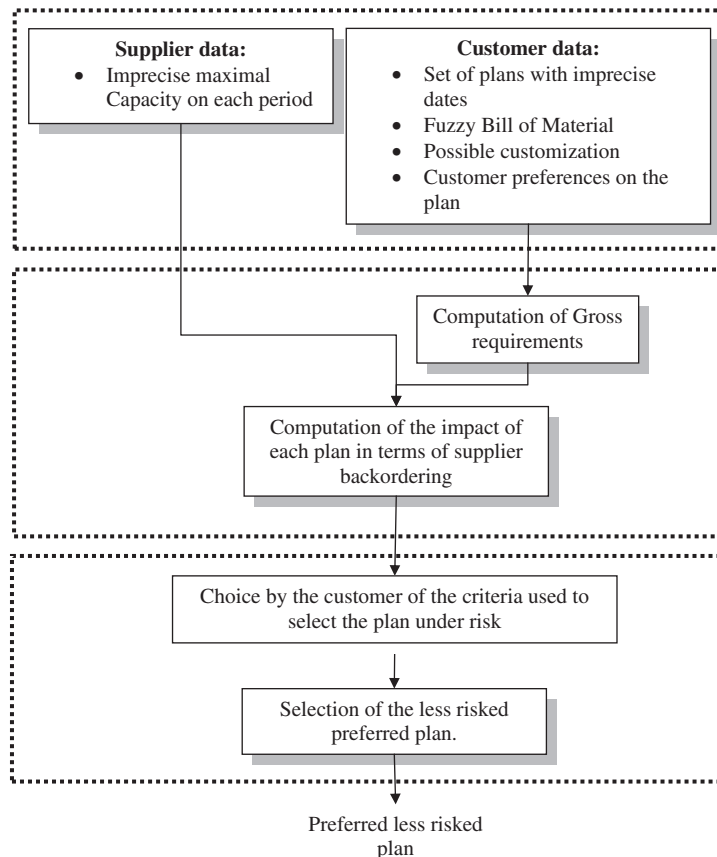 Supplier data:
• Imprecise maximal
Capacity on each period
Customer data:
• Set of plans with imprecise
dates
• Fuzzy Bill of Material
• Possible customization
• Customer preferences on the
plan
Computation of Gross
requirements
Computation of the impact of
each plan in terms of supplier
backordering
Choice by the customer of the criteria used to
select the plan under risk
Selection of the less risked
preferred plan.
Preferred less risked
plan